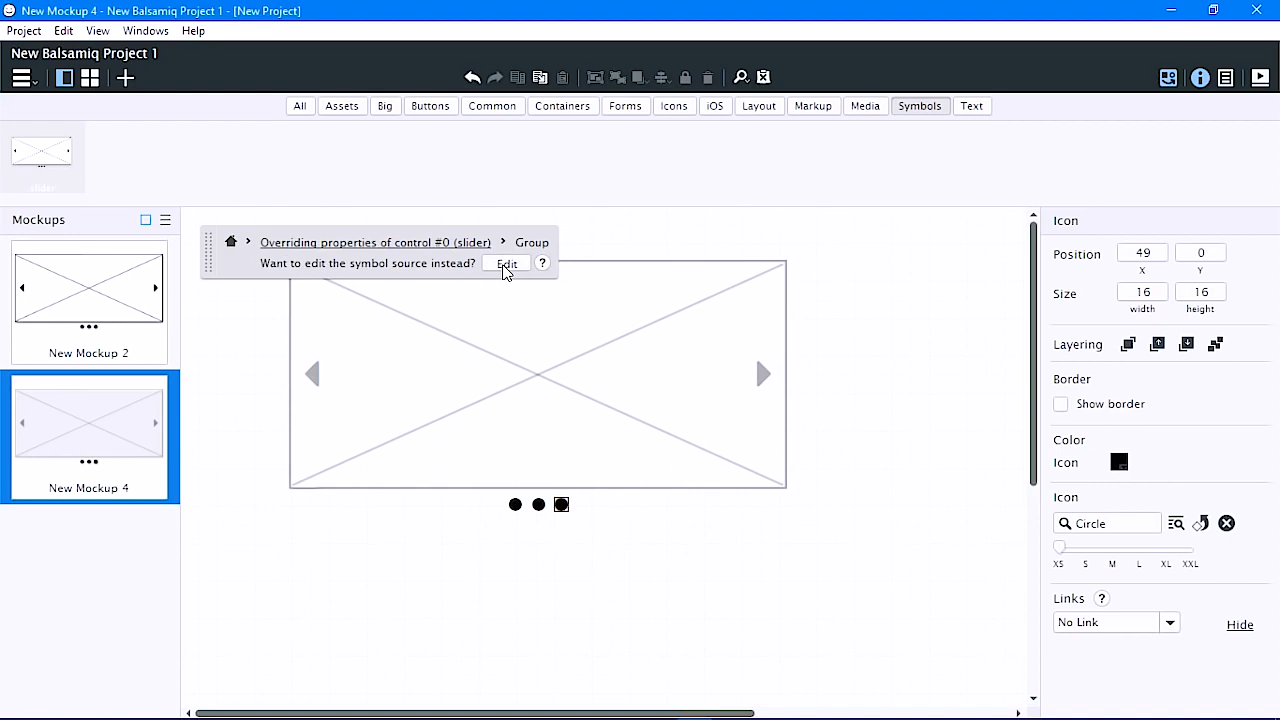 New Mockup 4 - New Balsamiq Project 1 - [New Project]
Project Edit View Windows Help
New Balsamiq Project 1
All Assets Big Buttons Common Containers Forms Icons iOS Layout Markup Media Symbols Text
slider
Mockups
New Mockup 2
New Mockup 4
Overriding properties of control #0 (slider) Group
Want to edit the symbol source instead? Edit ?
Icon
Position 49 0
X Y
Size 16 16
width height
Layering
Border
Show border
Color
Icon
Icon
Circle
XS S M L XL XXL
Links ?
No Link Hide